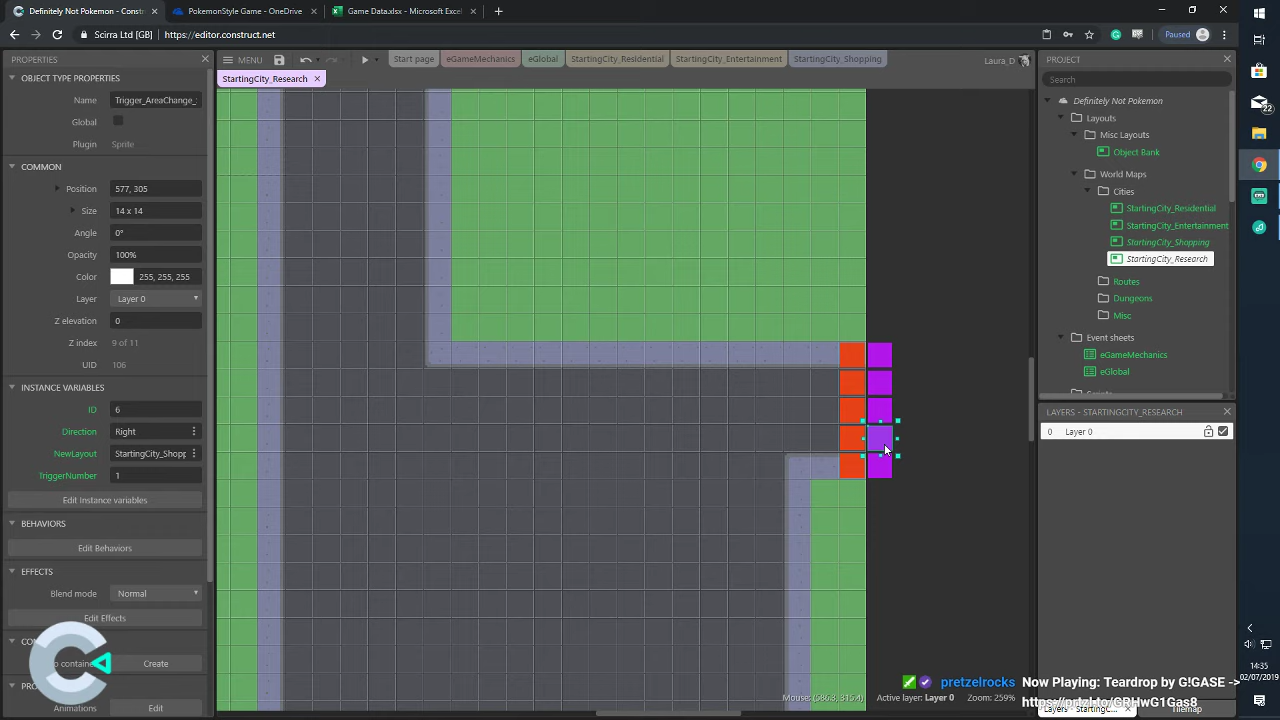 Definitely Not Pokemon - Constr
PokemonStyle Game - OneDrive
Game Data.xlsx - Microsoft Excel
Scirra Ltd [GB]
https://editor.construct.net
Paused
PROPERTIES
MENU
Start page
eGameMechanics
eGlobal
StartingCity_Residential
StartingCity_Entertainment
StartingCity_Shopping
Laura_D
PROJECT
StartingCity_Research
OBJECT TYPE PROPERTIES
Name
Trigger_AreaChange_
Global
Plugin
Sprite
COMMON
Position
577, 305
Size
14 x 14
Angle
0°
Opacity
100%
Color
255, 255, 255
Layer
Layer 0
Z elevation
0
Z index
9 of 11
UID
106
INSTANCE VARIABLES
ID
6
Direction
Right
NewLayout
StartingCity_Shopp
TriggerNumber
1
Edit Instance variables
BEHAVIORS
Edit Behaviors
EFFECTS
Blend mode
Normal
Edit Effects
Create
Animations
Edit
Search
Definitely Not Pokemon
Layouts
Misc Layouts
Object Bank
World Maps
Cities
StartingCity_Residential
StartingCity_Entertainment
StartingCity_Shopping
StartingCity_Research
Routes
Dungeons
Misc
Event sheets
eGameMechanics
eGlobal
LAYERS - STARTINGCITY_RESEARCH
0
Layer 0
Active layer: Layer 0
Zoom: 259%
pretzelrocks
Now Playing: Teardrop by G!GASE ->
https://prtzl.to/GRHwG1Gas8
22
14:35
02/07/2019